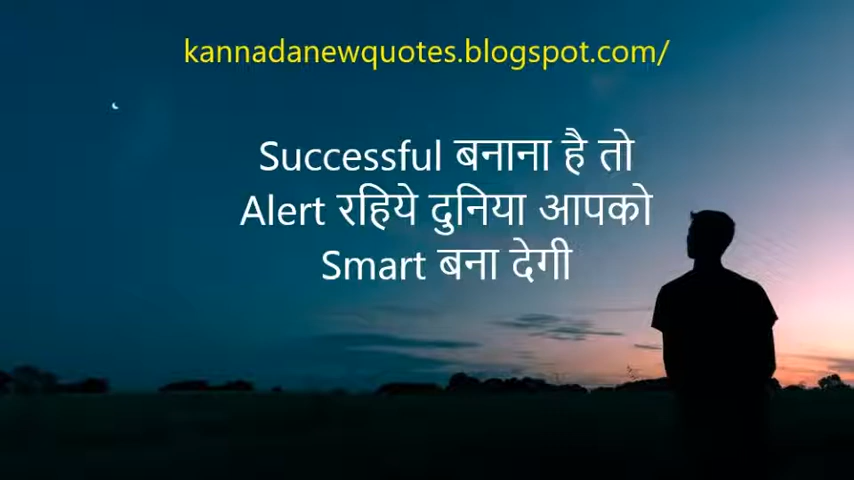 kannadanewquotes.blogspot.com/
Successful बनाना है तो
Alert रहिये दुनिया आपको
Smart बना देगी